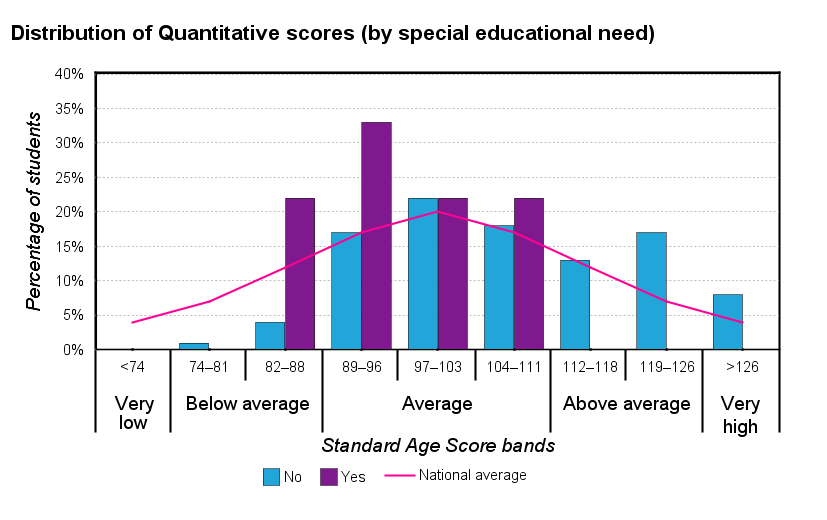 Distribution of Quantitative scores (by special educational need)
Percentage of students
40%
35%
30%
25%
20%
15%
10%
5%
0%
<74 74–81 82–88 89–96 97–103 104–111 112–118 119–126 >126
Very low Below average Average Above average Very high
Standard Age Score bands
No Yes National average